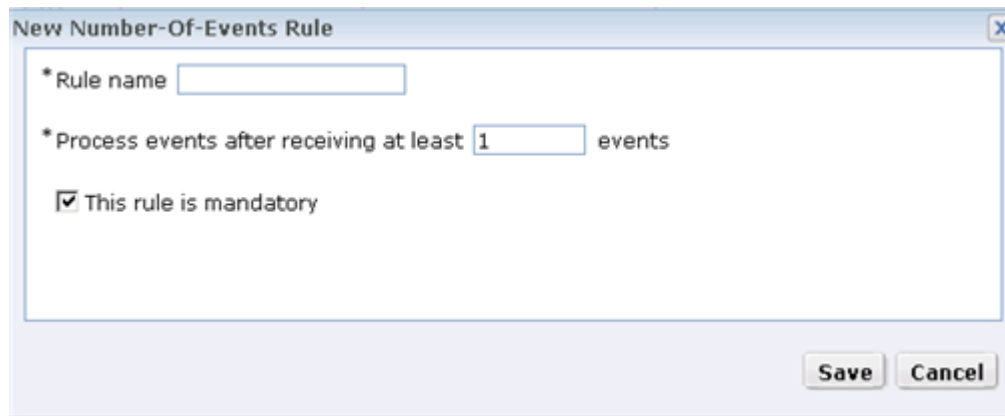 New Number-Of-Events Rule
*Rule name
*Process events after receiving at least 1 events
This rule is mandatory
Save Cancel